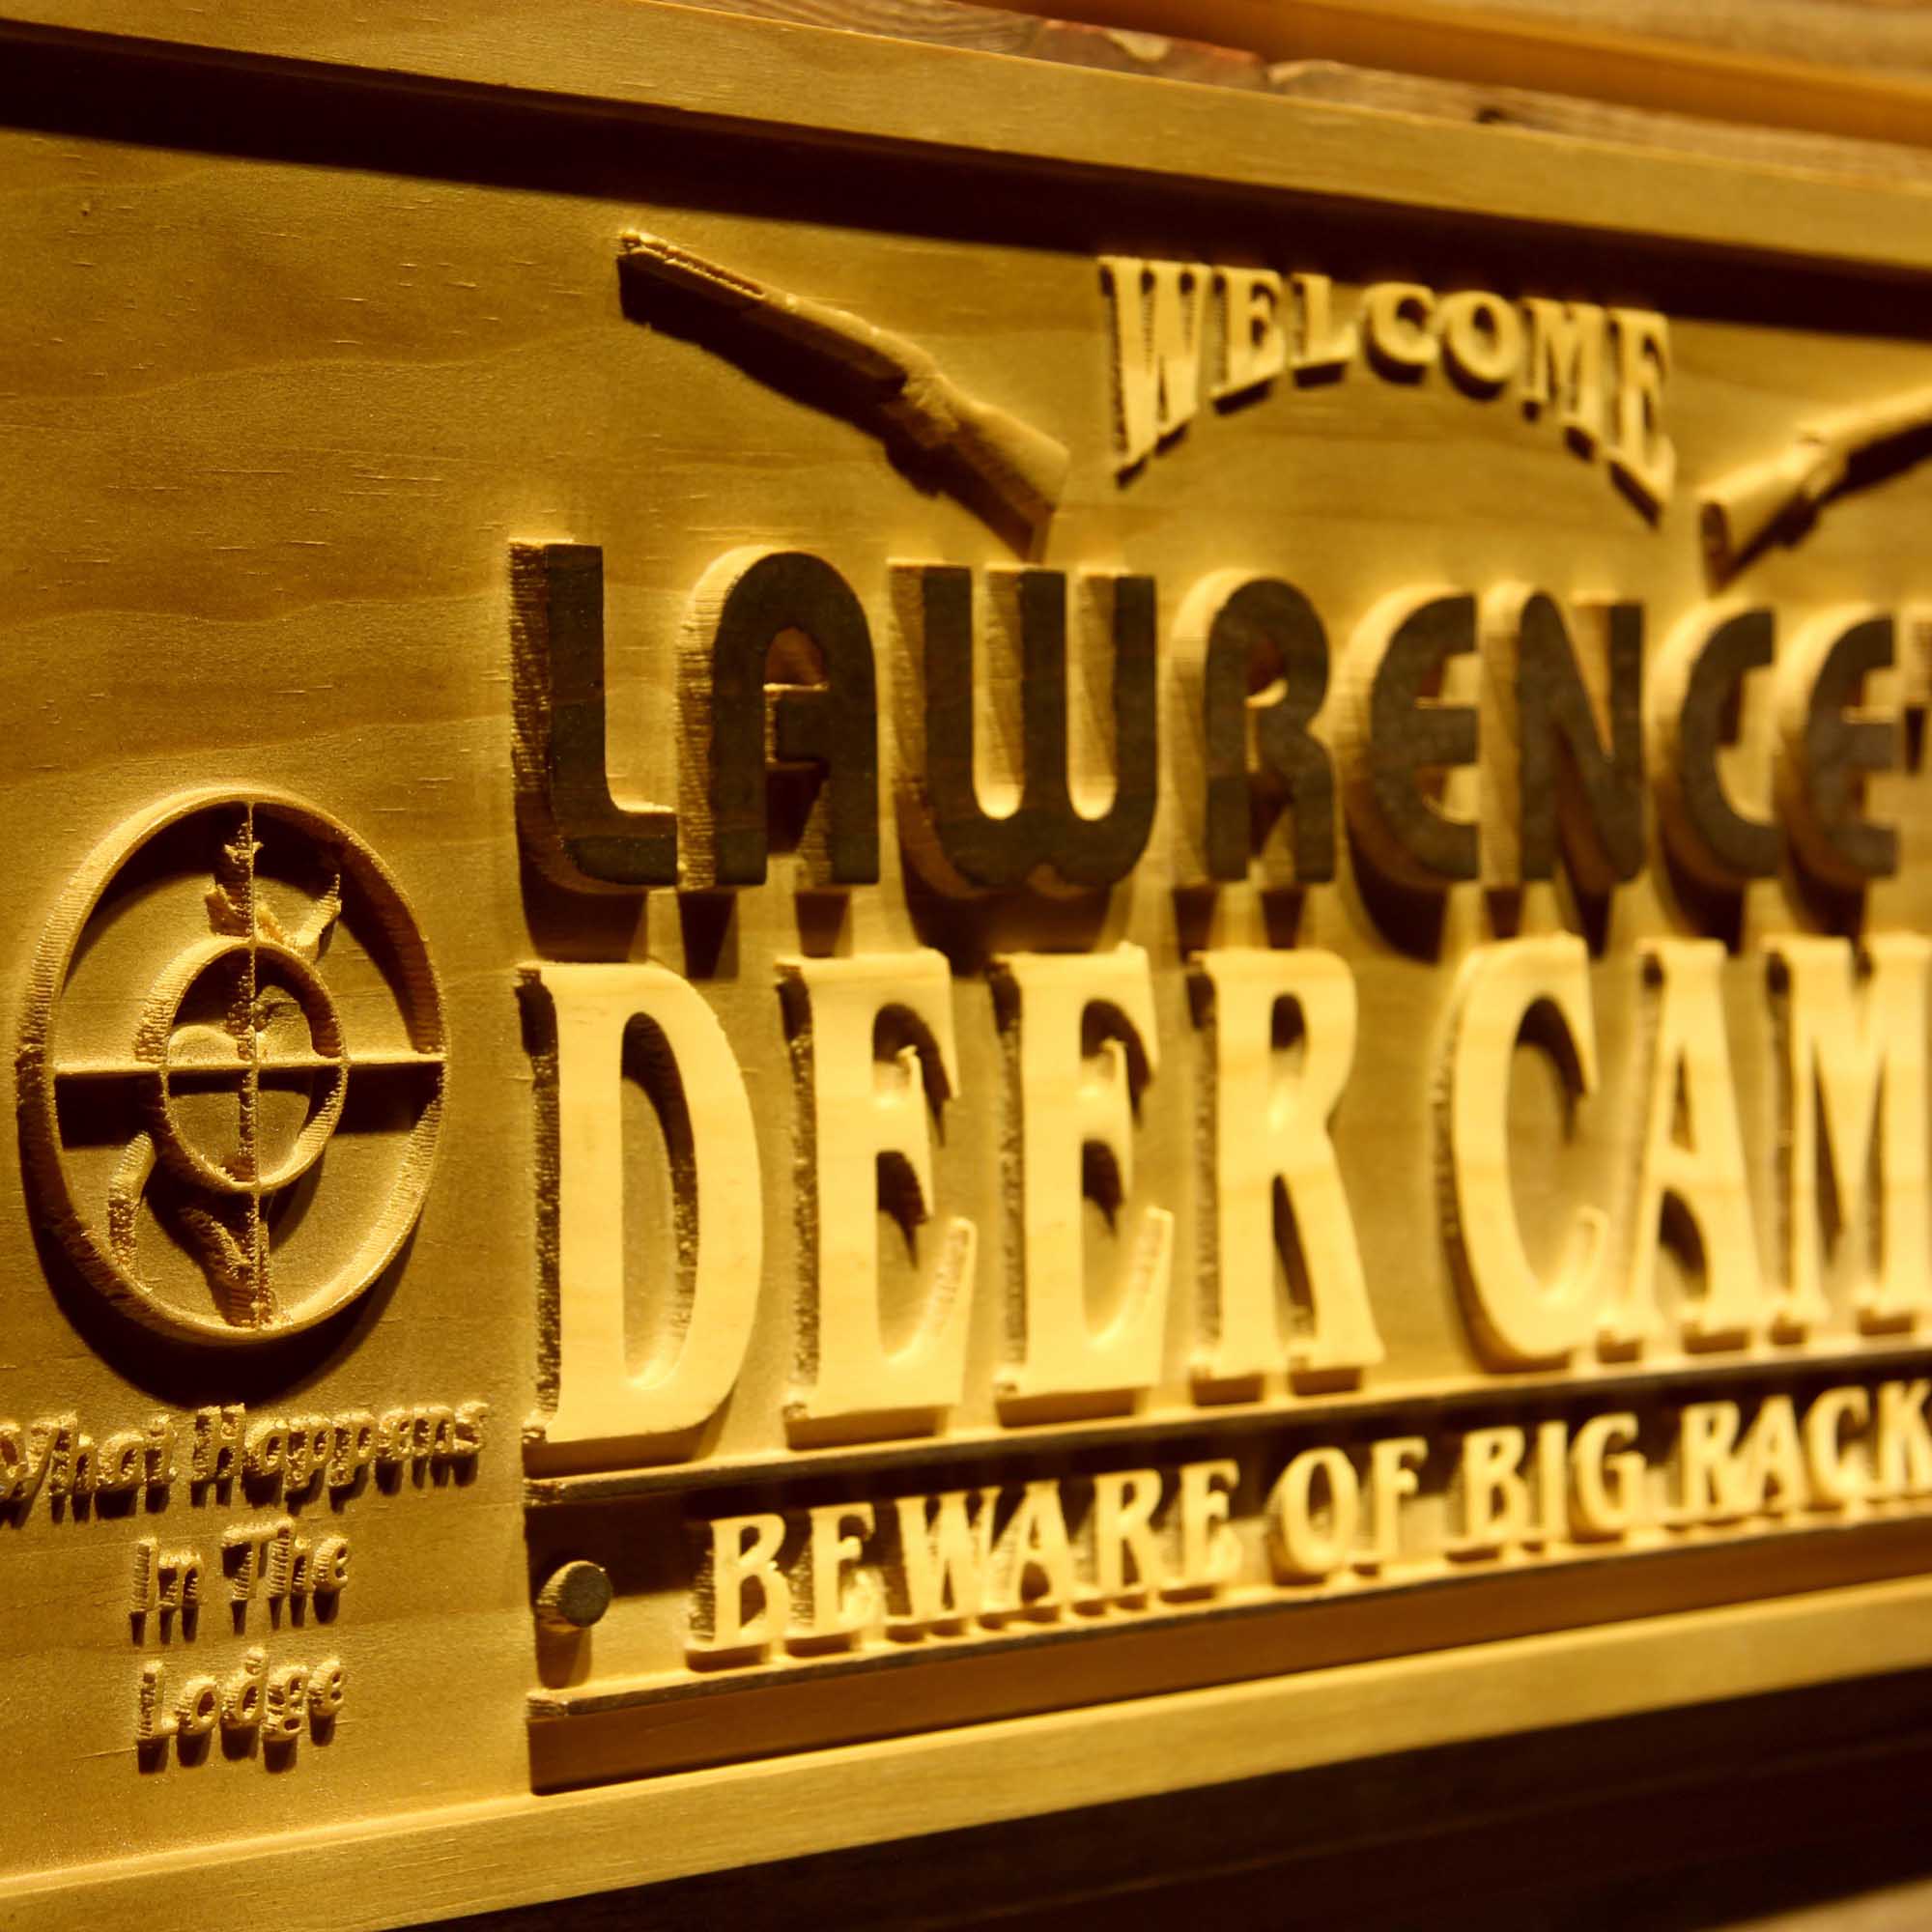 WELCOME
LAWRENCE'
DEER CAM
BEWARE OF BIG RACK
What Happens
In The
Lodge